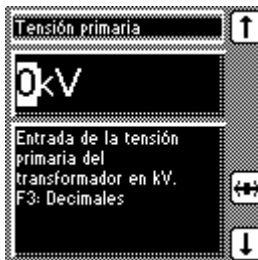 Tensión primaria
0kV
Entrada de la tensión
primaria del
transformador en kV.
F3: Decimales